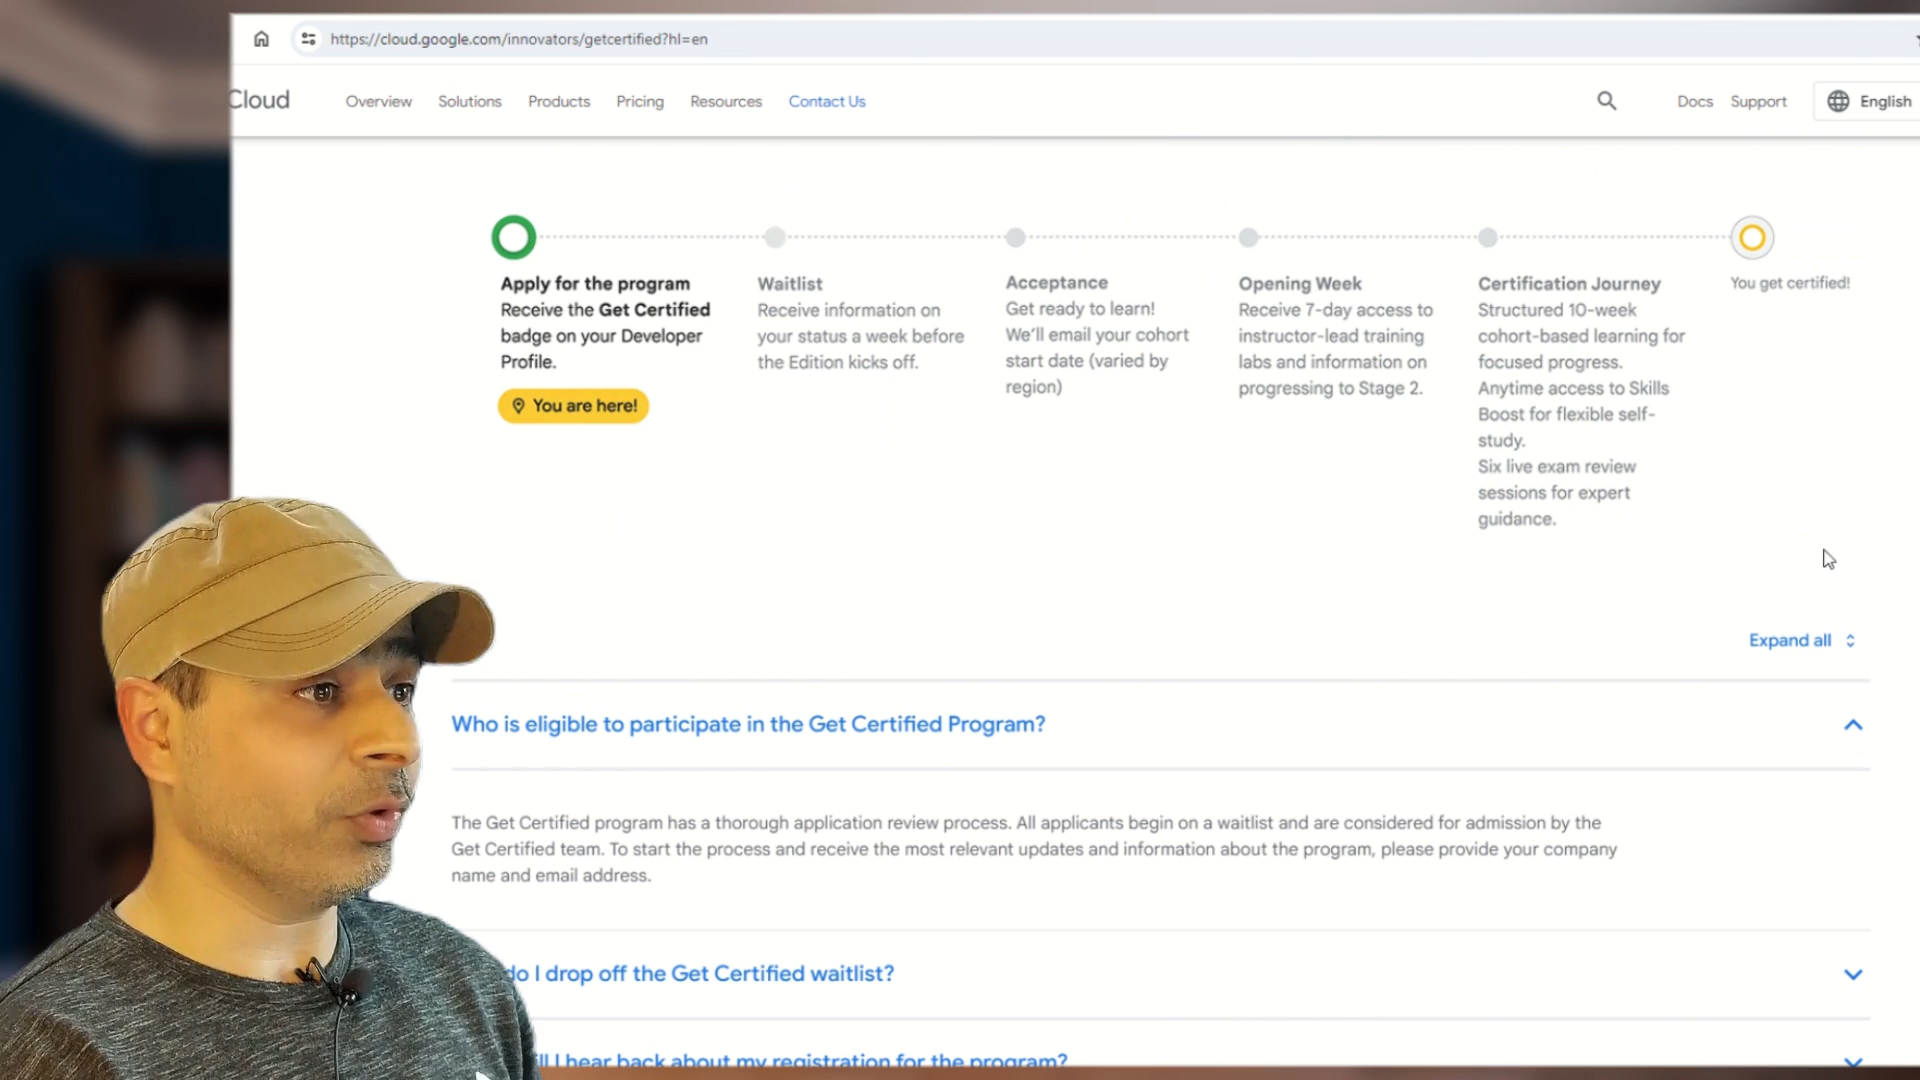 https://cloud.google.com/innovators/getcertified?hl=en
Cloud
Overview
Solutions
Products
Pricing
Resources
Contact Us
Docs
Support
English
Apply for the program
Receive the Get Certified
badge on your Developer
Profile.
You are here!
Waitlist
Receive information on
your status a week before
the Edition kicks off.
Acceptance
Get ready to learn!
We'll email your cohort
start date (varied by
region)
Opening Week
Receive 7-day access to
instructor-lead training
labs and information on
progressing to Stage 2.
Certification Journey
Structured 10-week
cohort-based learning for
focused progress.
Anytime access to Skills
Boost for flexible self-
study.
Six live exam review
sessions for expert
guidance.
You get certified!
Expand all
Who is eligible to participate in the Get Certified Program?
The Get Certified program has a thorough application review process. All applicants begin on a waitlist and are considered for admission by the
Get Certified team. To start the process and receive the most relevant updates and information about the program, please provide your company
name and email address.
do I drop off the Get Certified waitlist?
I hear back about my registration for the program?